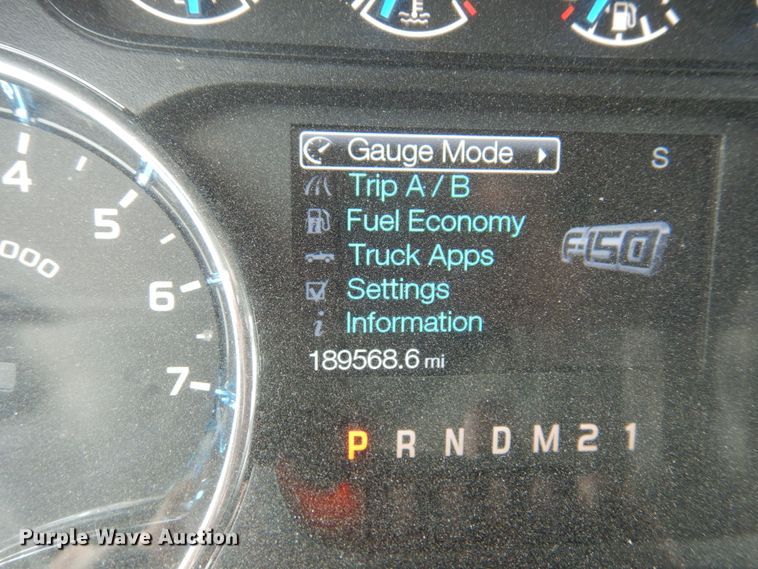 Gauge Mode
S
Trip A / B
Fuel Economy
F-150
Truck Apps
Settings
Information
189568.6 mi
4
5
6
7
000
P R N D M 2 1
Purple Wave Auction